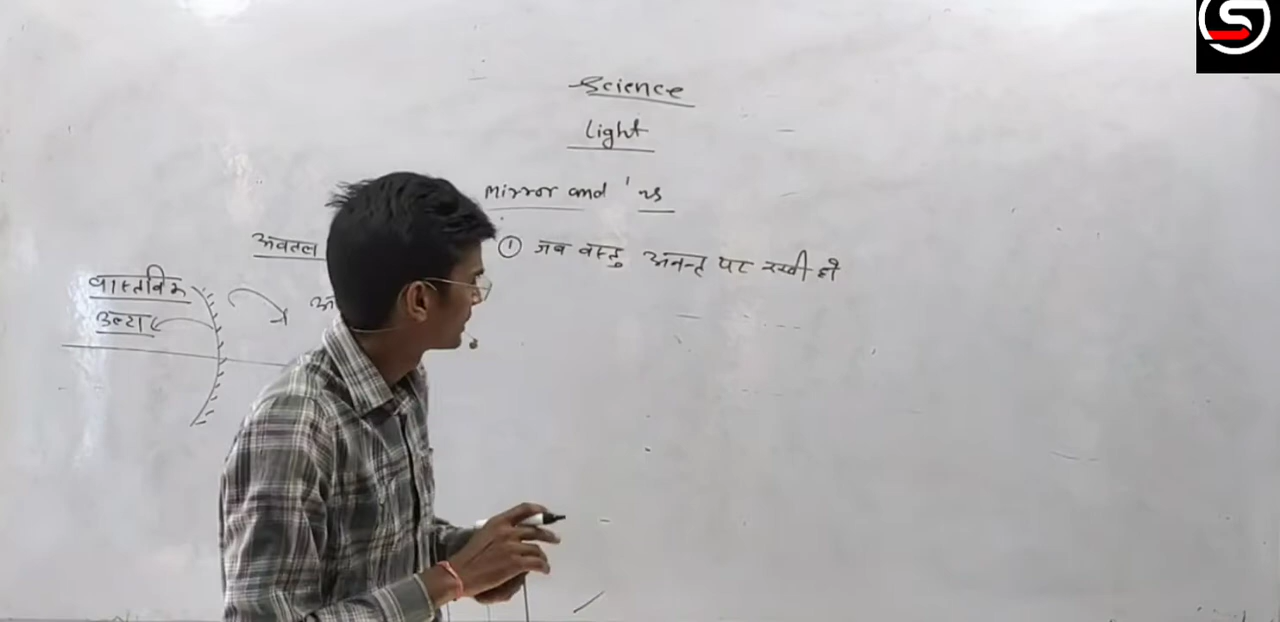 Science
Light
Mirror and
अवतल
① जब वस्तु अनन्त पर रखी हो
वास्तविक
उल्टा